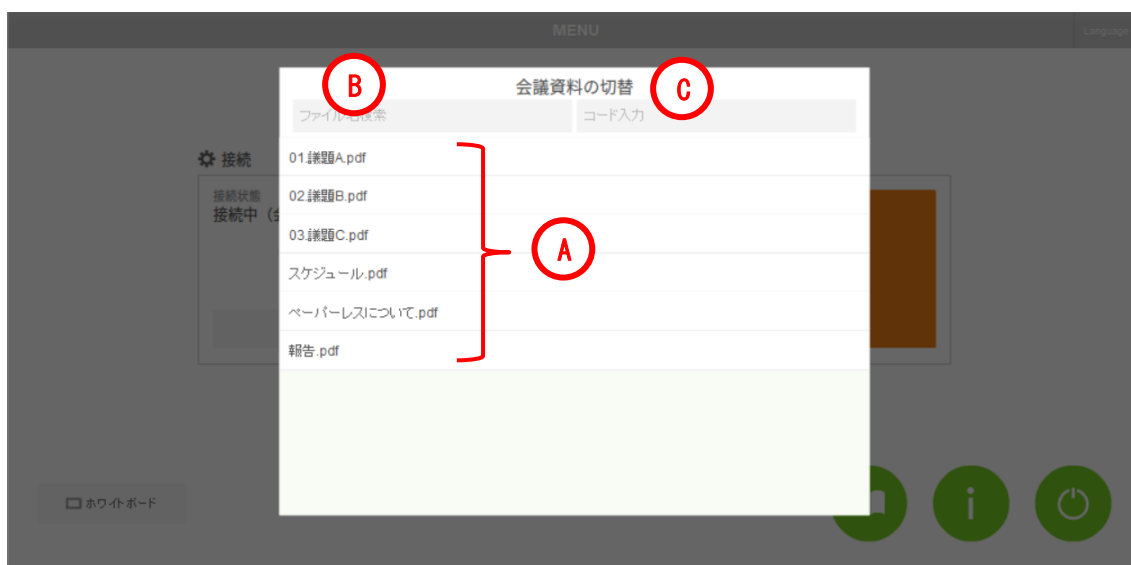 MENU
Language
B
会議資料の切替
C
ファイル名検索
コード入力
接続
01.議題A.pdf
接続状態
02.議題B.pdf
接続中（会
03.議題C.pdf
A
スケジュール.pdf
ペーパーレスについて.pdf
報告.pdf
ホワイトボード
i